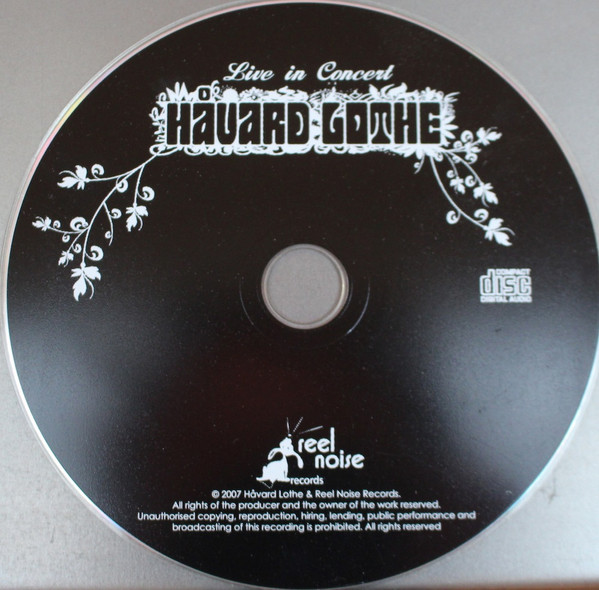 Live in Concert
HÅVARD LOTHE
COMPACT
disc
DIGITAL AUDIO
reel
noise
records
© 2007 Håvard Lothe & Reel Noise Records.
All rights of the producer and the owner of the work reserved.
Unauthorised copying, reproduction, hiring, lending, public performance and
broadcasting of this recording is prohibited. All rights reserved